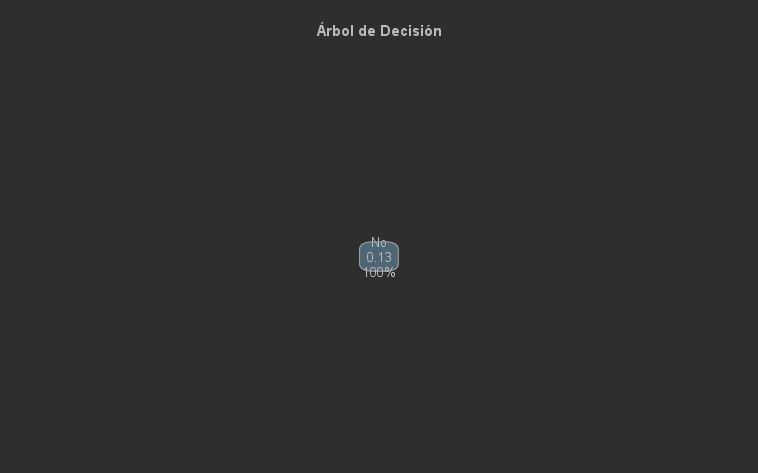 Árbol de Decisión
No
0.13
100%